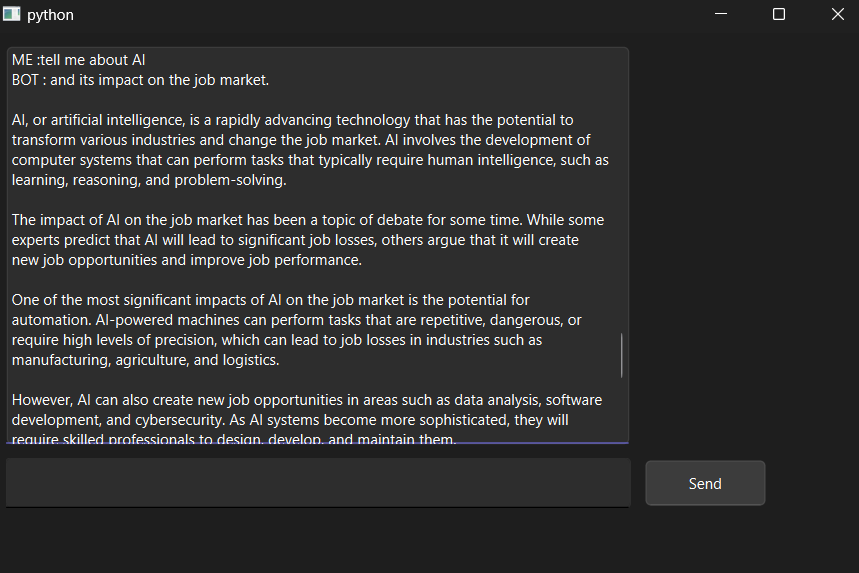 python
ME :tell me about AI
BOT : and its impact on the job market.
AI, or artificial intelligence, is a rapidly advancing technology that has the potential to
transform various industries and change the job market. AI involves the development of
computer systems that can perform tasks that typically require human intelligence, such as
learning, reasoning, and problem-solving.
The impact of AI on the job market has been a topic of debate for some time. While some
experts predict that AI will lead to significant job losses, others argue that it will create
new job opportunities and improve job performance.
One of the most significant impacts of AI on the job market is the potential for
automation. AI-powered machines can perform tasks that are repetitive, dangerous, or
require high levels of precision, which can lead to job losses in industries such as
manufacturing, agriculture, and logistics.
However, AI can also create new job opportunities in areas such as data analysis, software
development, and cybersecurity. As AI systems become more sophisticated, they will
require skilled professionals to design, develop, and maintain them.
Send